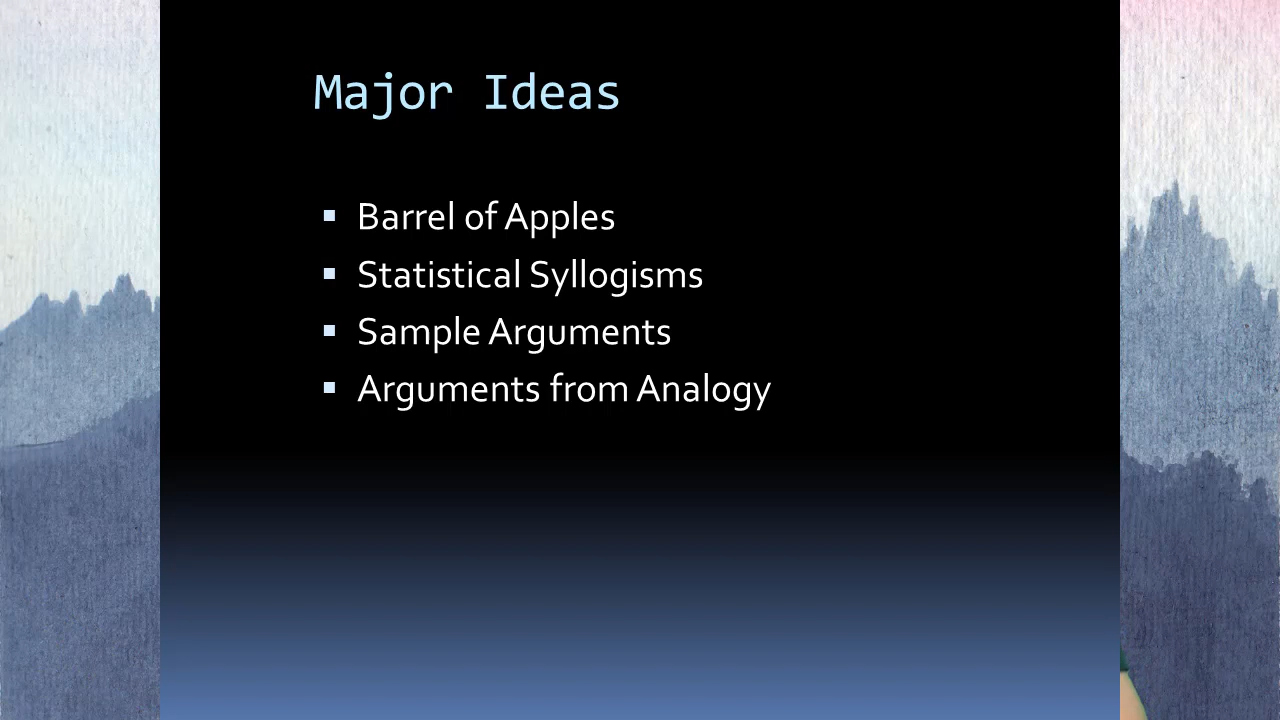 Major Ideas
Barrel of Apples
Statistical Syllogisms
Sample Arguments
Arguments from Analogy